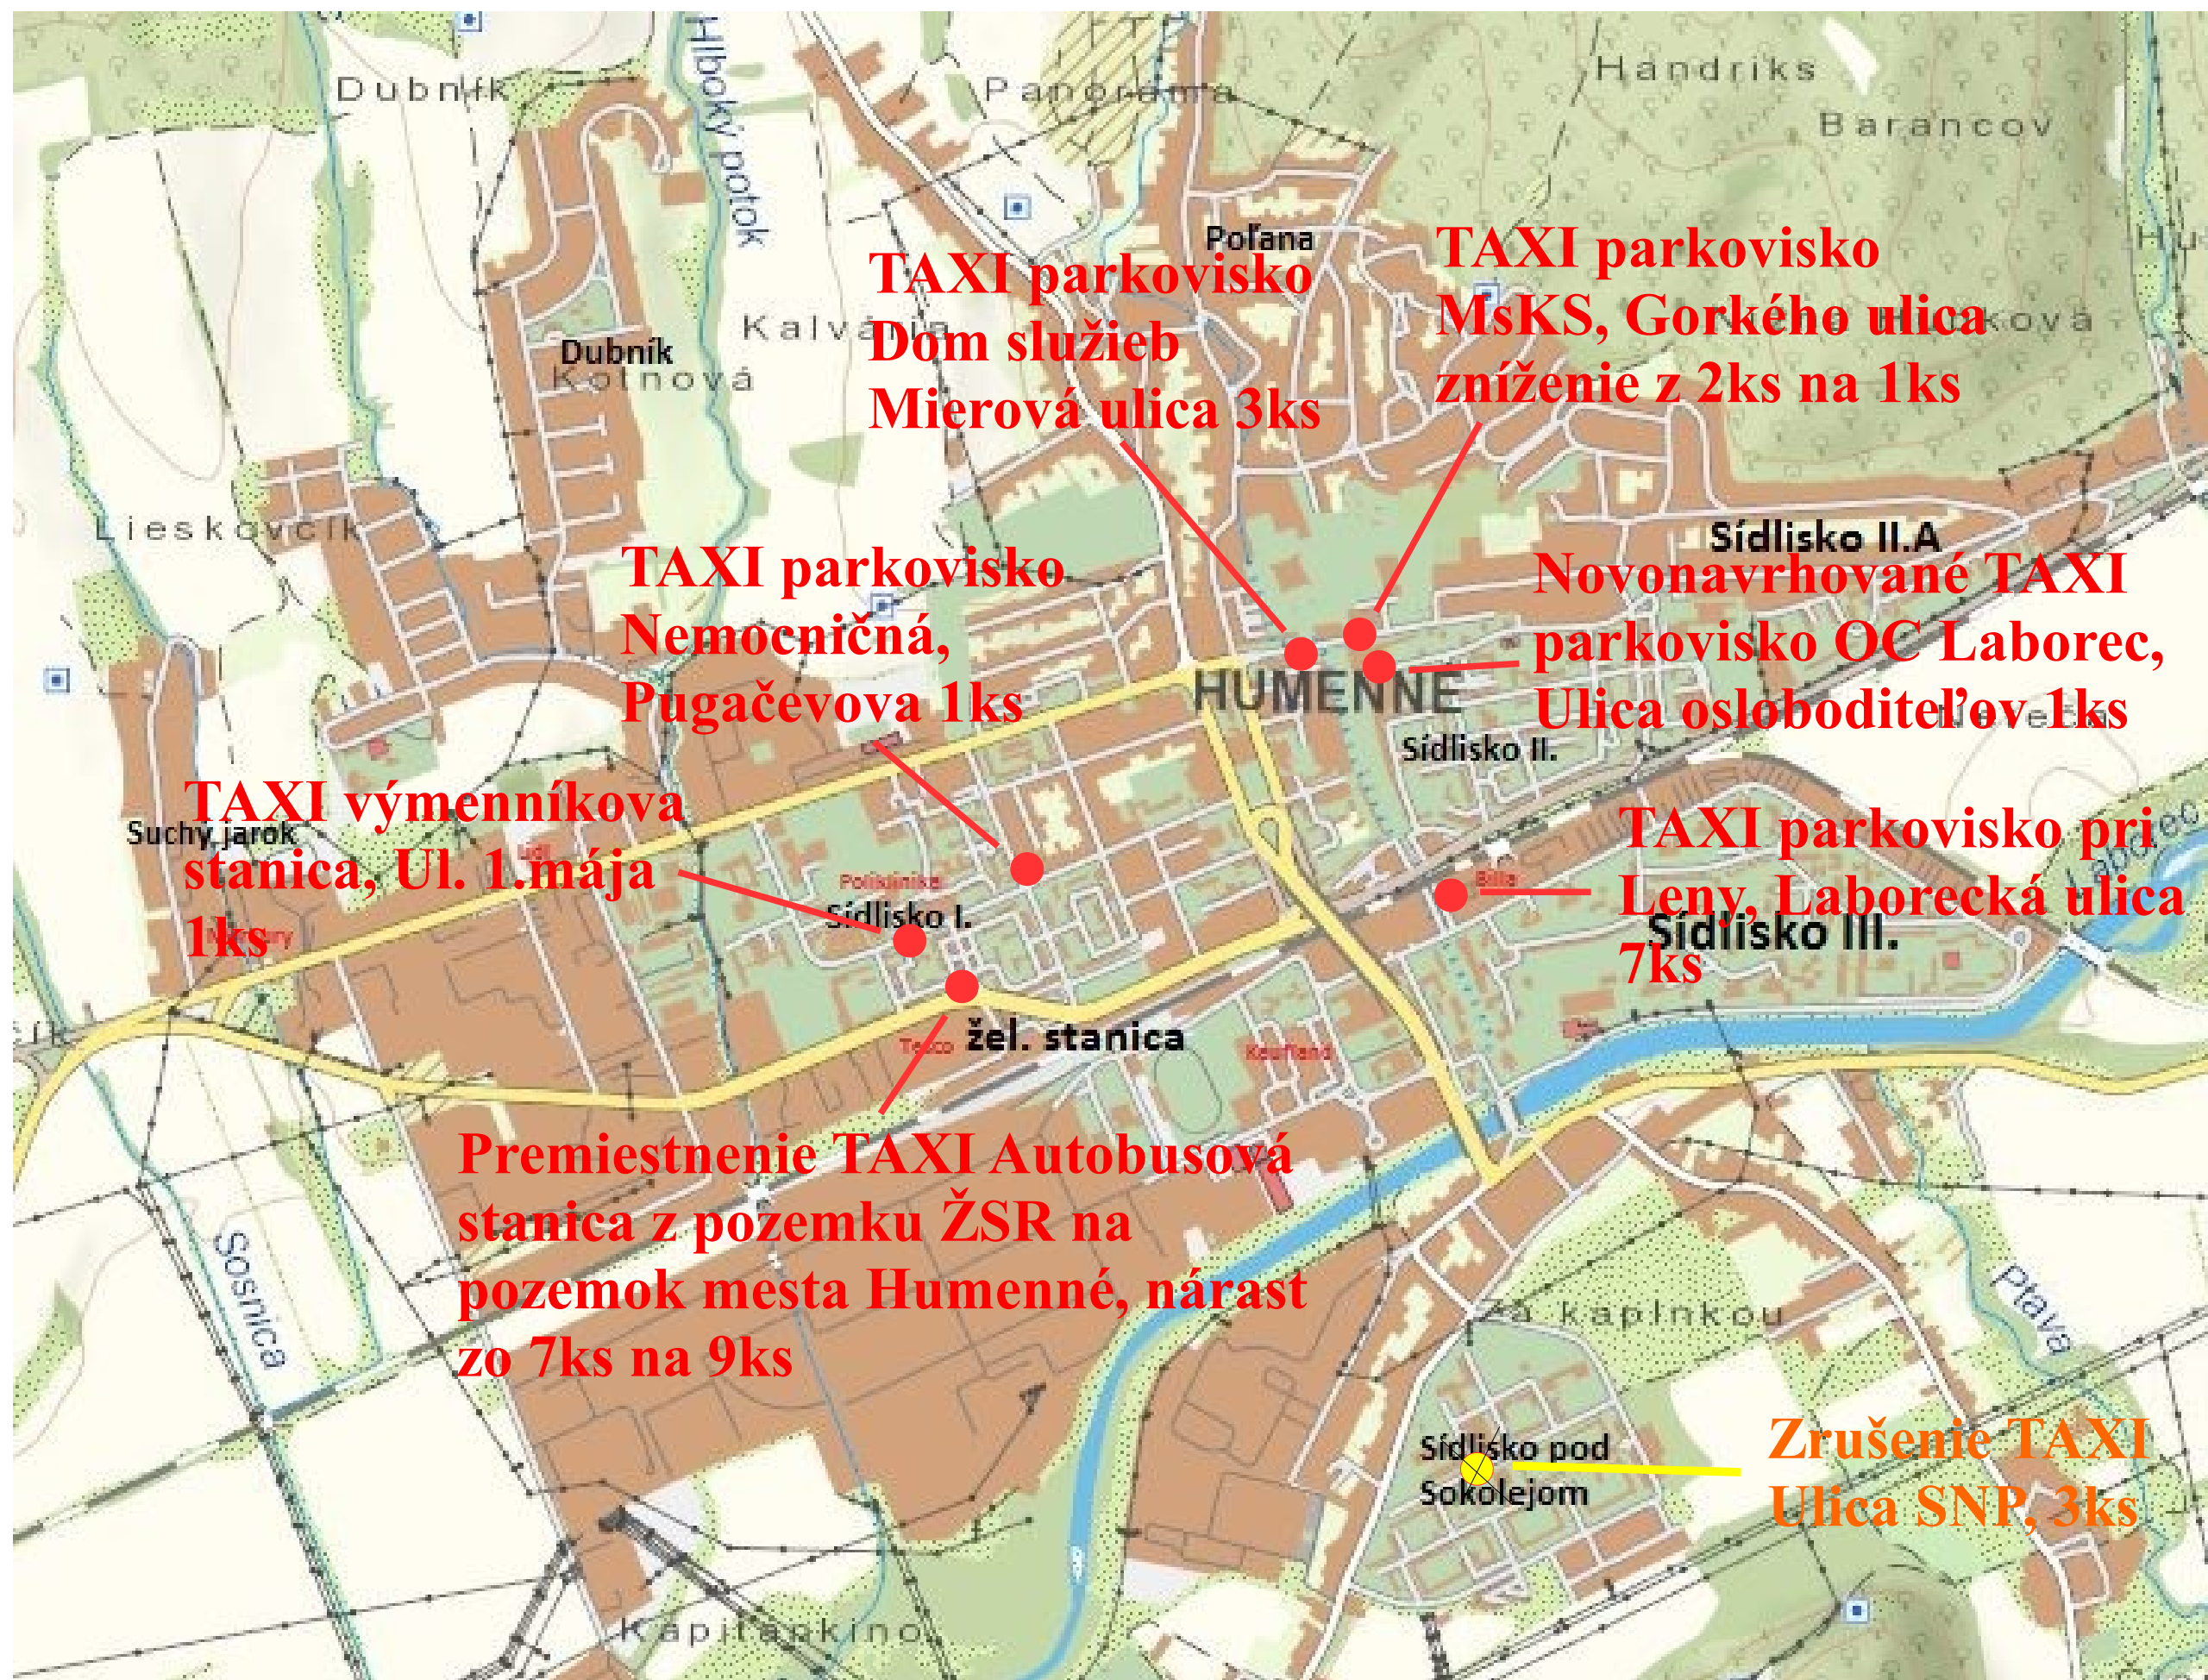 Dubník
Hlboký potok
Panoráma
Handriks
Barancov
Poľana
TAXI parkovisko
Dom služieb
Mierová ulica 3ks
TAXI parkovisko
MsKS, Gorkého ulica
zníženie z 2ks na 1ks
Kalvária
Dubník
Kotnová
Lieskovčík
TAXI parkovisko
Nemocničná,
Pugačevova 1ks
Sídlisko II.A
Novonavrhované TAXI
parkovisko OC Laborec,
Ulica osloboditeľov 1ks
HUMENNÉ
Sídlisko II.
TAXI výmenníkova
stanica, Ul. 1.mája
1ks
Suchy jarok
Lidl
Poliklinika
Sídlisko I.
Billa
TAXI parkovisko pri
Leny, Laborecká ulica
7ks
Laborec
Sídlisko III.
Tesco
žel. stanica
Kaufland
Premiestnenie TAXI Autobusová
stanica z pozemku ŽSR na
pozemok mesta Humenné, nárast
zo 7ks na 9ks
Sosnica
Ptava
Za kaplnkou
Sídlisko pod
Sokolejom
Zrušenie TAXI
Ulica SNP, 3ks
Kapitankino